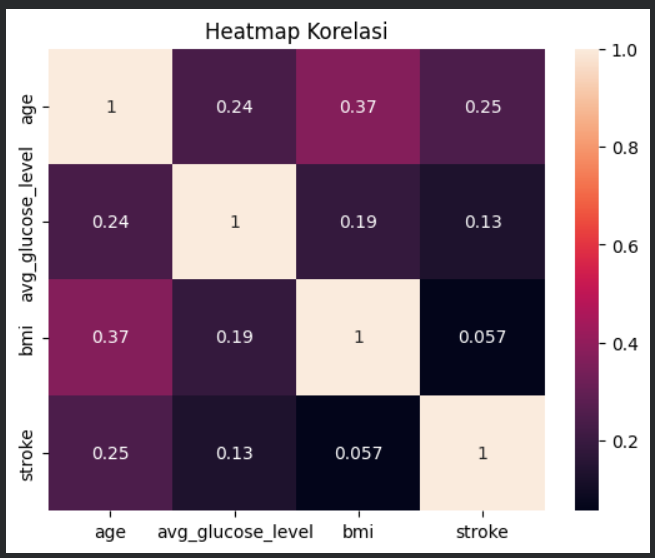 Heatmap Korelasi
age
1
0.24
0.37
0.25
avg_glucose_level
0.24
1
0.19
0.13
bmi
0.37
0.19
1
0.057
stroke
0.25
0.13
0.057
1
age
avg_glucose_level
bmi
stroke
1.0
0.8
0.6
0.4
0.2